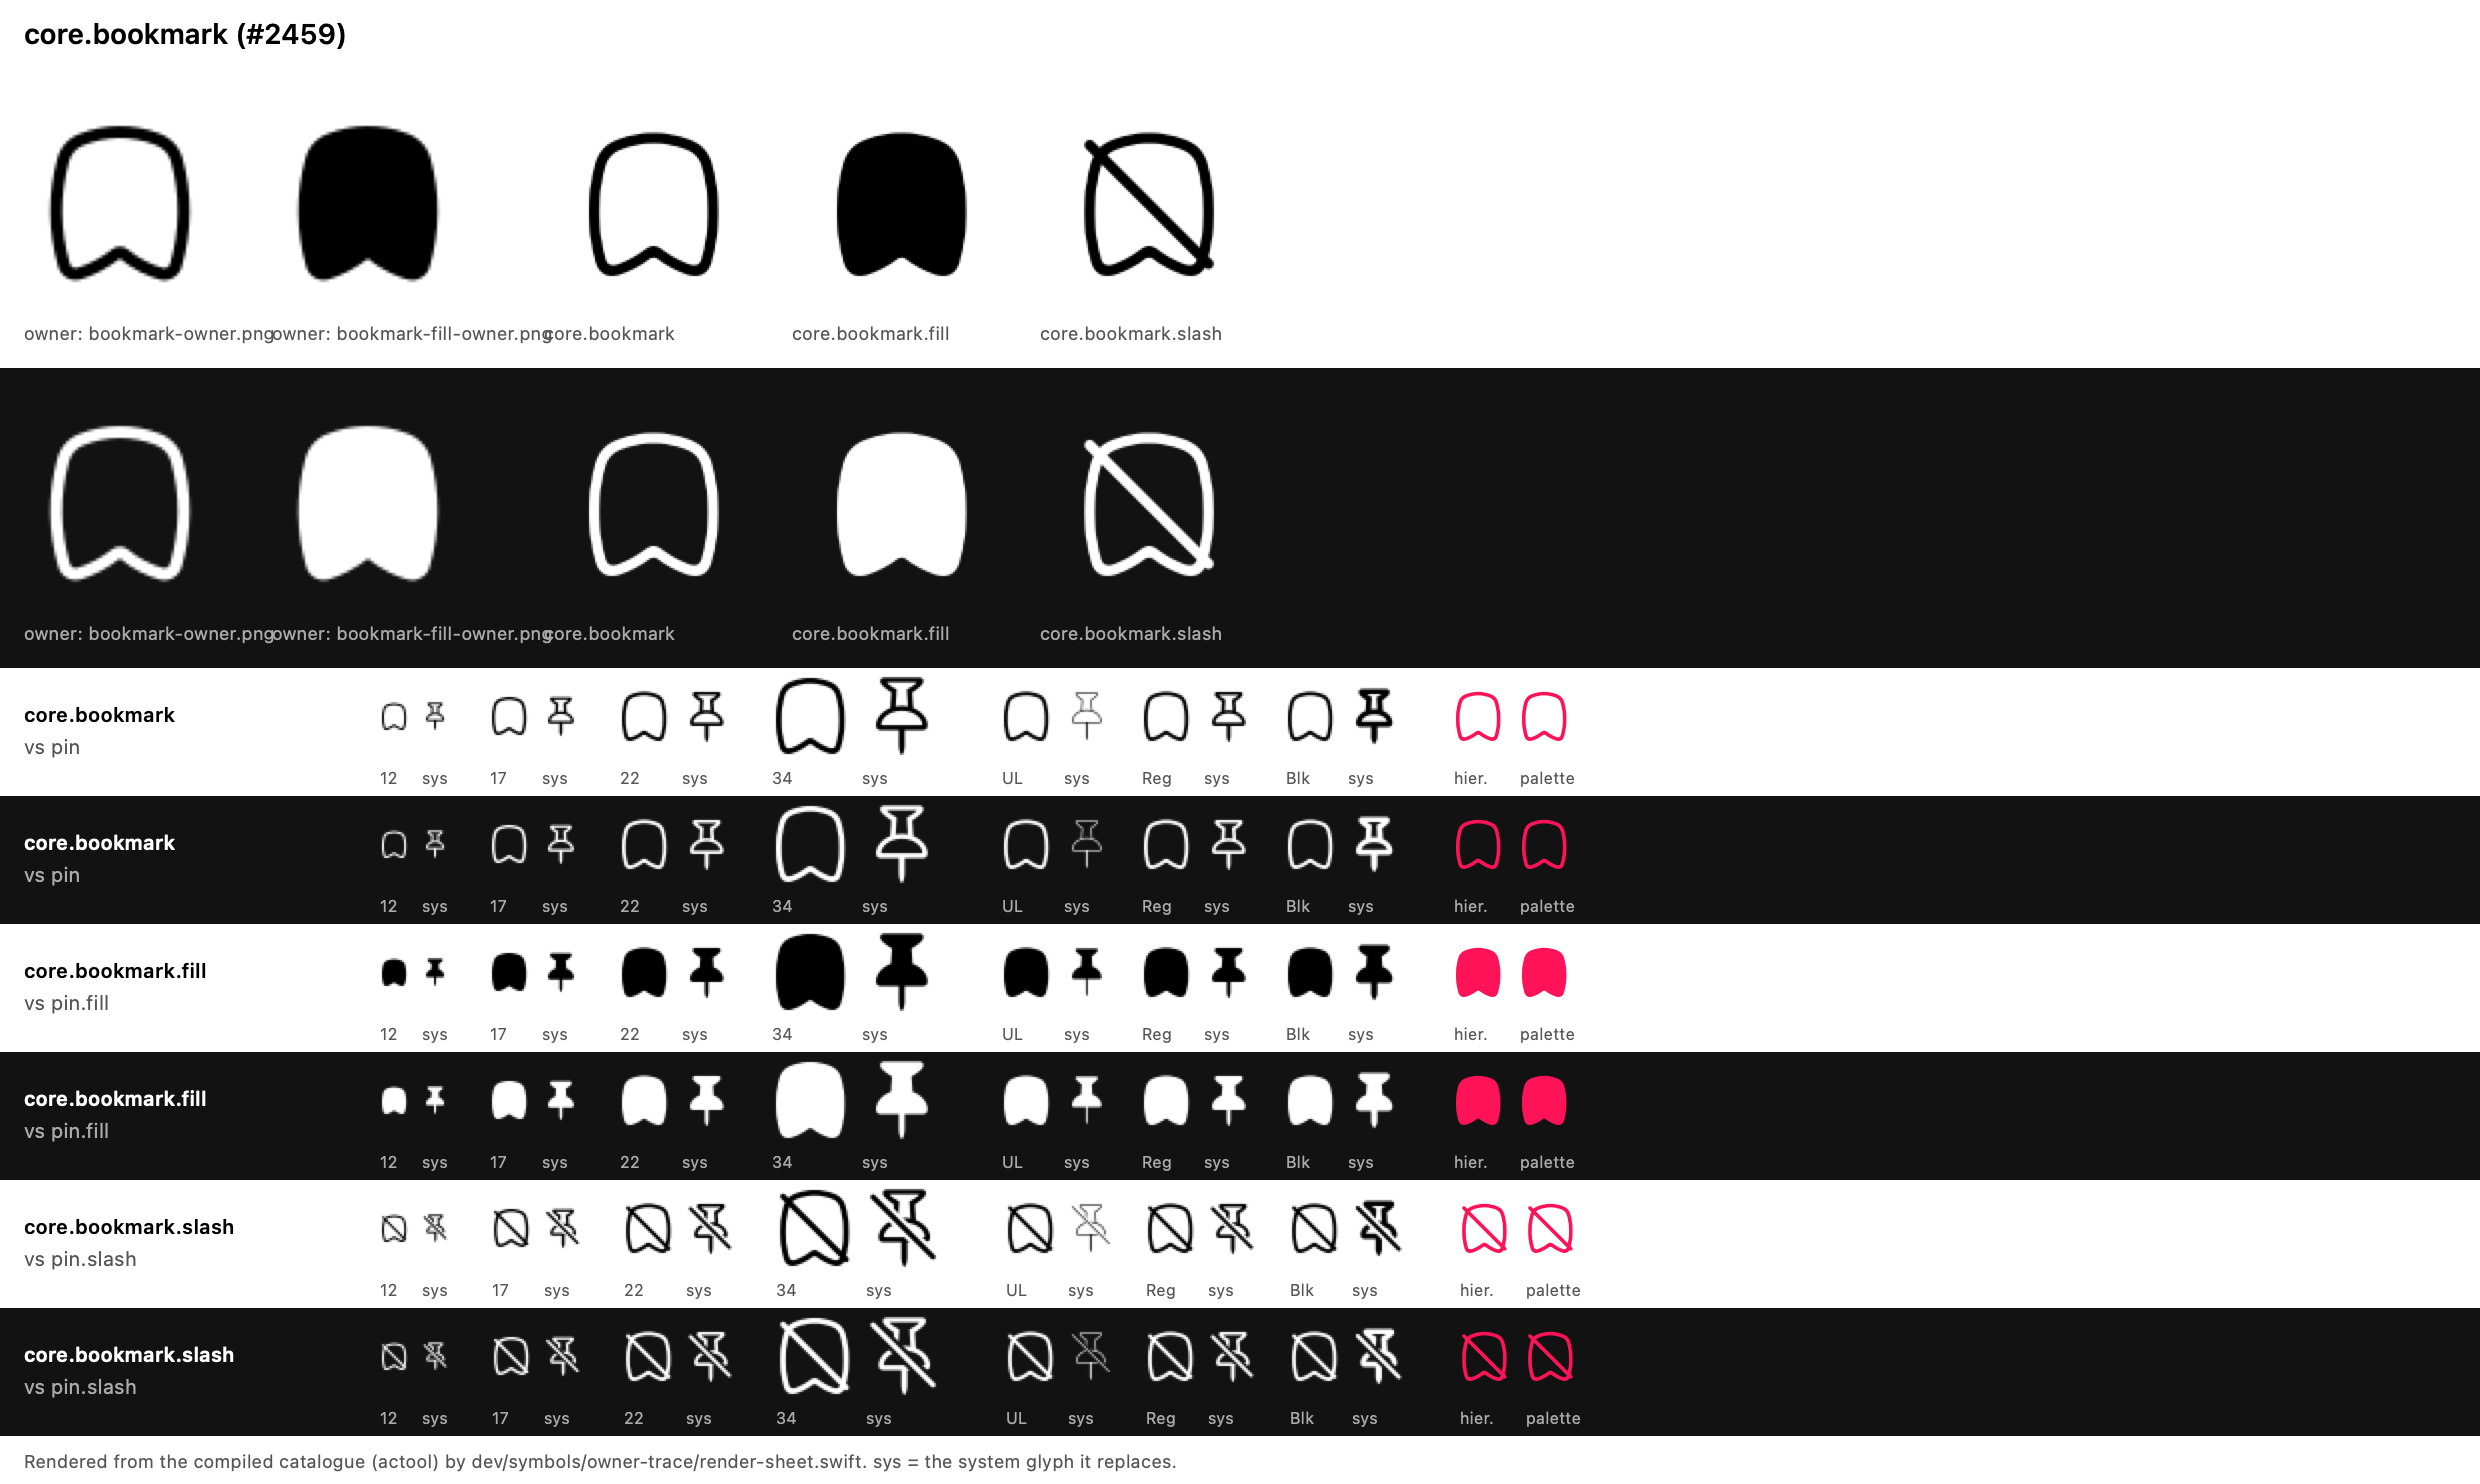 core.bookmark (#2459)
owner: bookmark-owner.png owner: bookmark-fill-owner.png core.bookmark core.bookmark.fill core.bookmark.slash
owner: bookmark-owner.png owner: bookmark-fill-owner.png core.bookmark core.bookmark.fill core.bookmark.slash
core.bookmark
vs pin
12 sys 17 sys 22 sys 34 sys UL sys Reg sys Blk sys hier. palette
core.bookmark
vs pin
12 sys 17 sys 22 sys 34 sys UL sys Reg sys Blk sys hier. palette
core.bookmark.fill
vs pin.fill
12 sys 17 sys 22 sys 34 sys UL sys Reg sys Blk sys hier. palette
core.bookmark.fill
vs pin.fill
12 sys 17 sys 22 sys 34 sys UL sys Reg sys Blk sys hier. palette
core.bookmark.slash
vs pin.slash
12 sys 17 sys 22 sys 34 sys UL sys Reg sys Blk sys hier. palette
core.bookmark.slash
vs pin.slash
12 sys 17 sys 22 sys 34 sys UL sys Reg sys Blk sys hier. palette
Rendered from the compiled catalogue (actool) by dev/symbols/owner-trace/render-sheet.swift. sys = the system glyph it replaces.